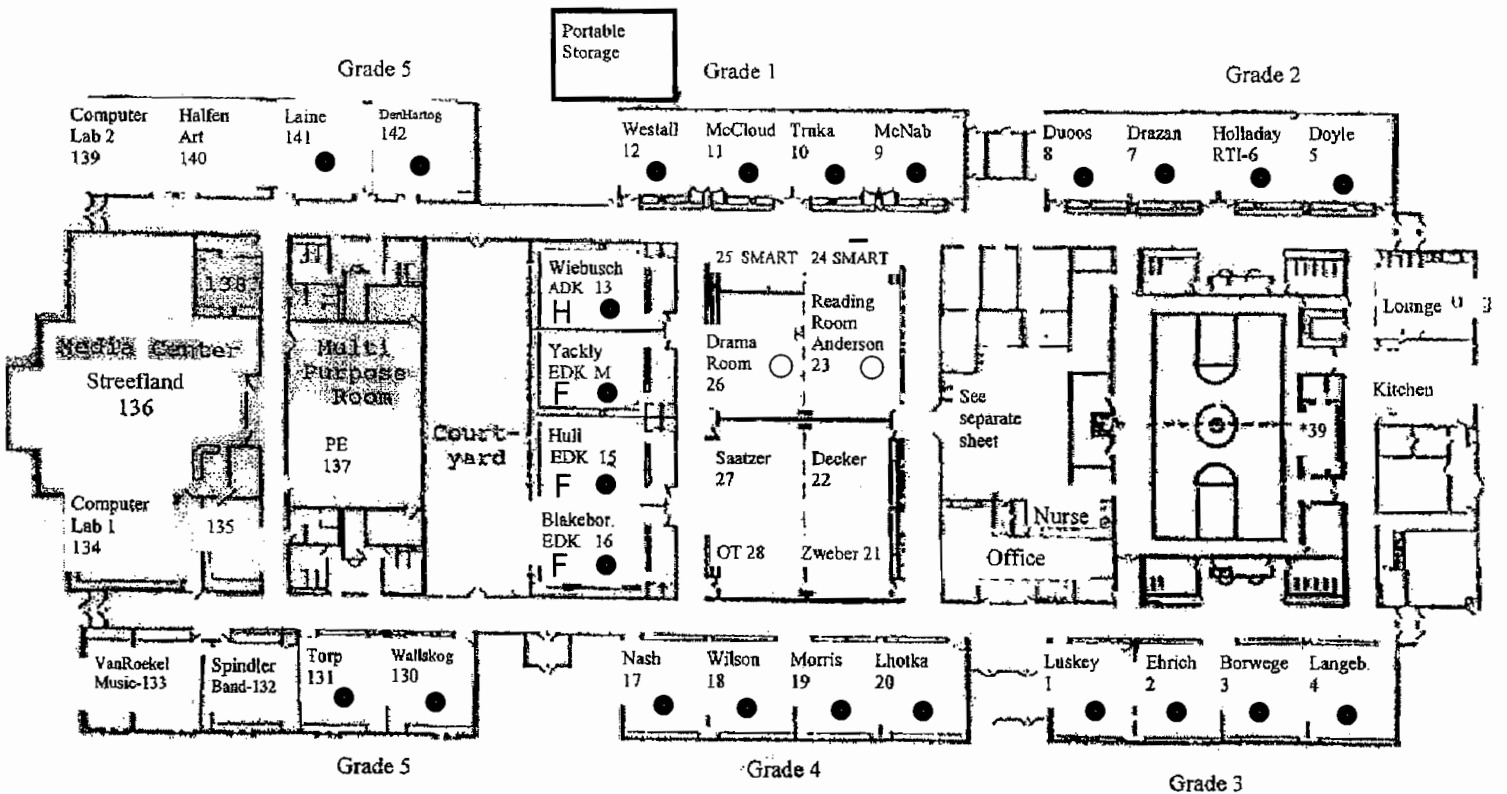 Portable
Storage
Grade 5
Grade 1
Grade 2
Computer
Lab 2
139
Halfen
Art
140
Laine
141
DenHartog
142
Westall
12
McCloud
11
Trnka
10
McNab
9
Duoos
8
Drazan
7
Holladay
RTI-6
Doyle
5
138
Media Center
Streefland
136
Multi
Purpose
Room
PE
137
Court-
yard
Wiebusch
ADK 13
H
Yackly
EDK M
F
Hull
EDK 15
F
Blakebor.
EDK 16
F
25 SMART
24 SMART
Drama
Room
26
Reading
Room
Anderson
23
Saatzer
27
Decker
22
OT 28
Zweber 21
See
separate
sheet
Nurse
Office
*39
Lounge
Kitchen
Computer
Lab 1
134
135
VanRoekel
Music-133
Spindler
Band-132
Torp
131
Wallskog
130
Nash
17
Wilson
18
Morris
19
Lhotka
20
Luskey
1
Ehrich
2
Borwege
3
Langeb.
4
Grade 5
Grade 4
Grade 3